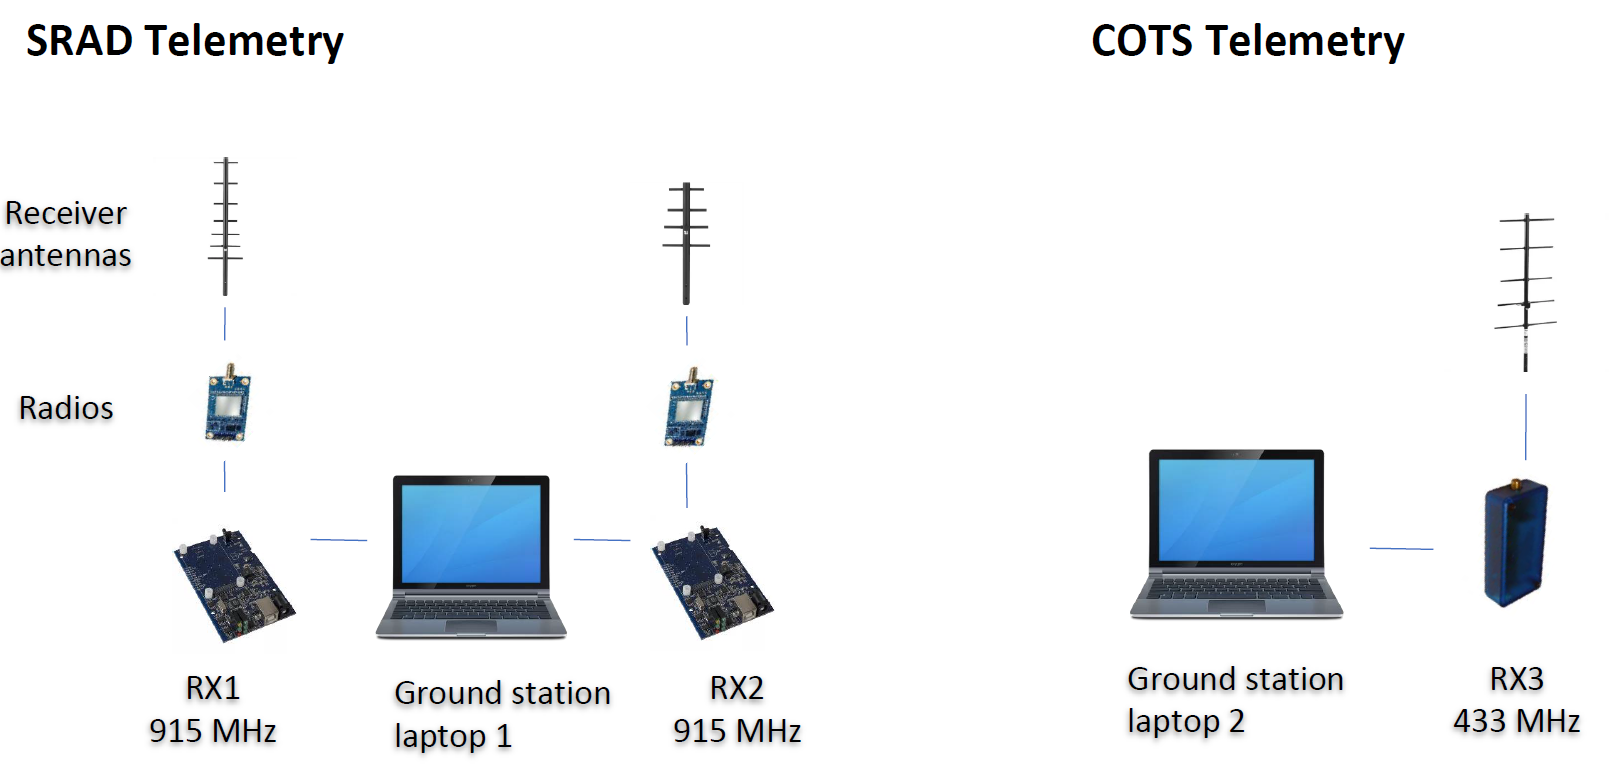 SRAD Telemetry
COTS Telemetry
Receiver
antennas
Radios
RX1
915 MHz
Ground station
laptop 1
RX2
915 MHz
Ground station
laptop 2
RX3
433 MHz